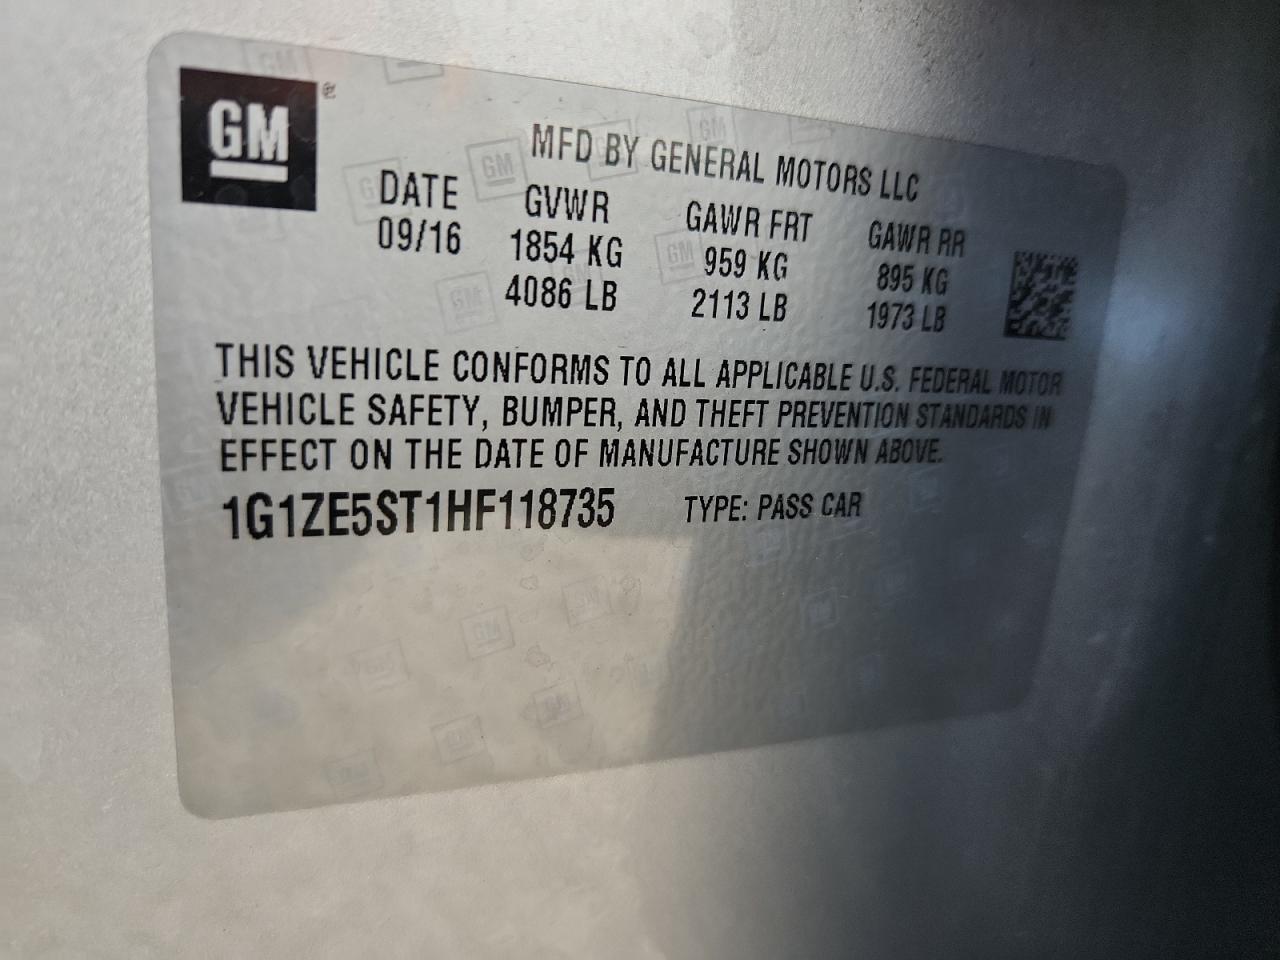 GM
MFD BY GENERAL MOTORS LLC
DATE GVWR GAWR FRT GAWR RR
09/16 1854 KG 959 KG 895 KG
4086 LB 2113 LB 1973 LB
THIS VEHICLE CONFORMS TO ALL APPLICABLE U.S. FEDERAL MOTOR
VEHICLE SAFETY, BUMPER, AND THEFT PREVENTION STANDARDS IN
EFFECT ON THE DATE OF MANUFACTURE SHOWN ABOVE.
1G1ZE5ST1HF118735 TYPE: PASS CAR